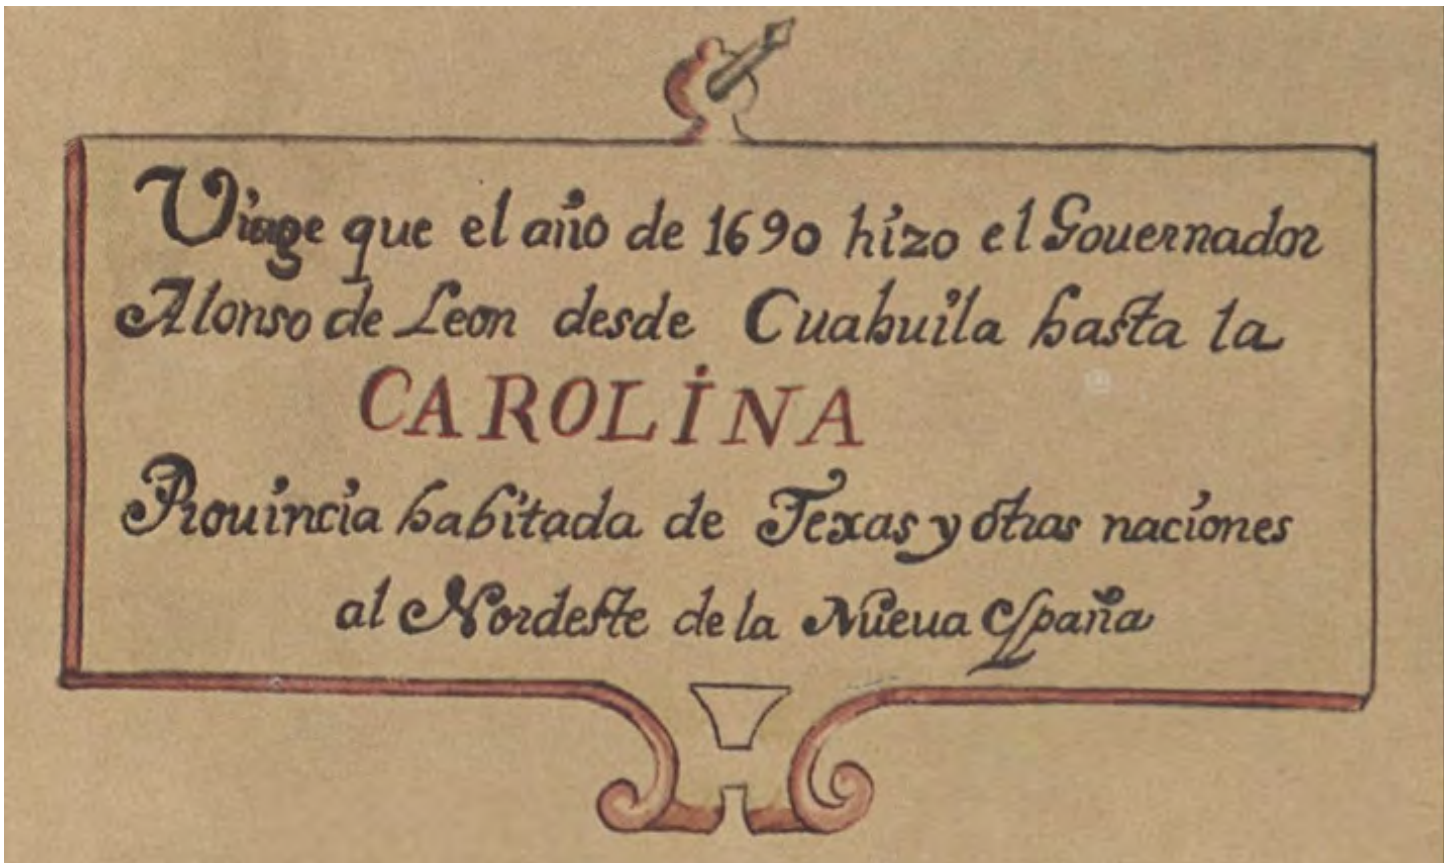 Viage que el año de 1690 hizo el Gouernador
Alonso de Leon desde Cuahuila hasta la
CAROLINA
Prouincia habitada de Texas y otras naciones
al Nordeste de la Nueua España